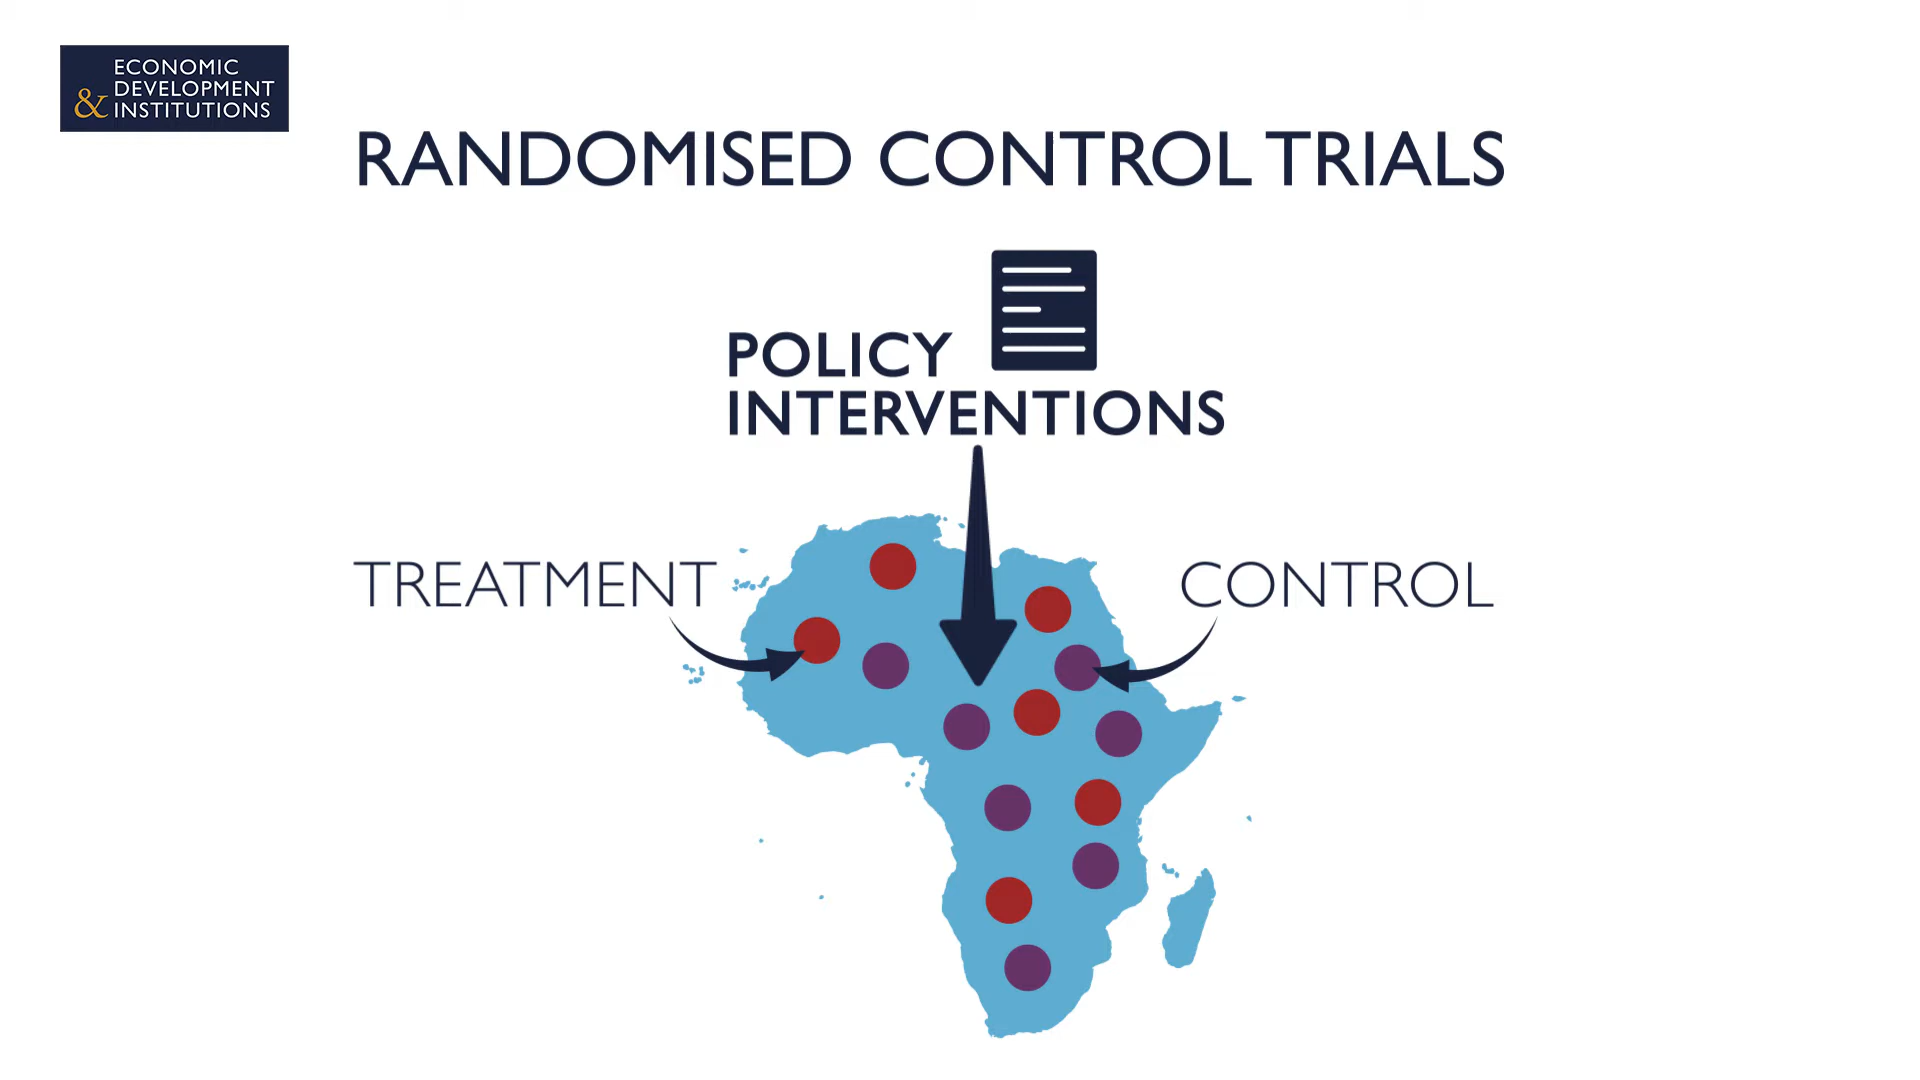 ECONOMIC
DEVELOPMENT
& INSTITUTIONS
RANDOMISED CONTROL TRIALS
POLICY
INTERVENTIONS
TREATMENT
CONTROL